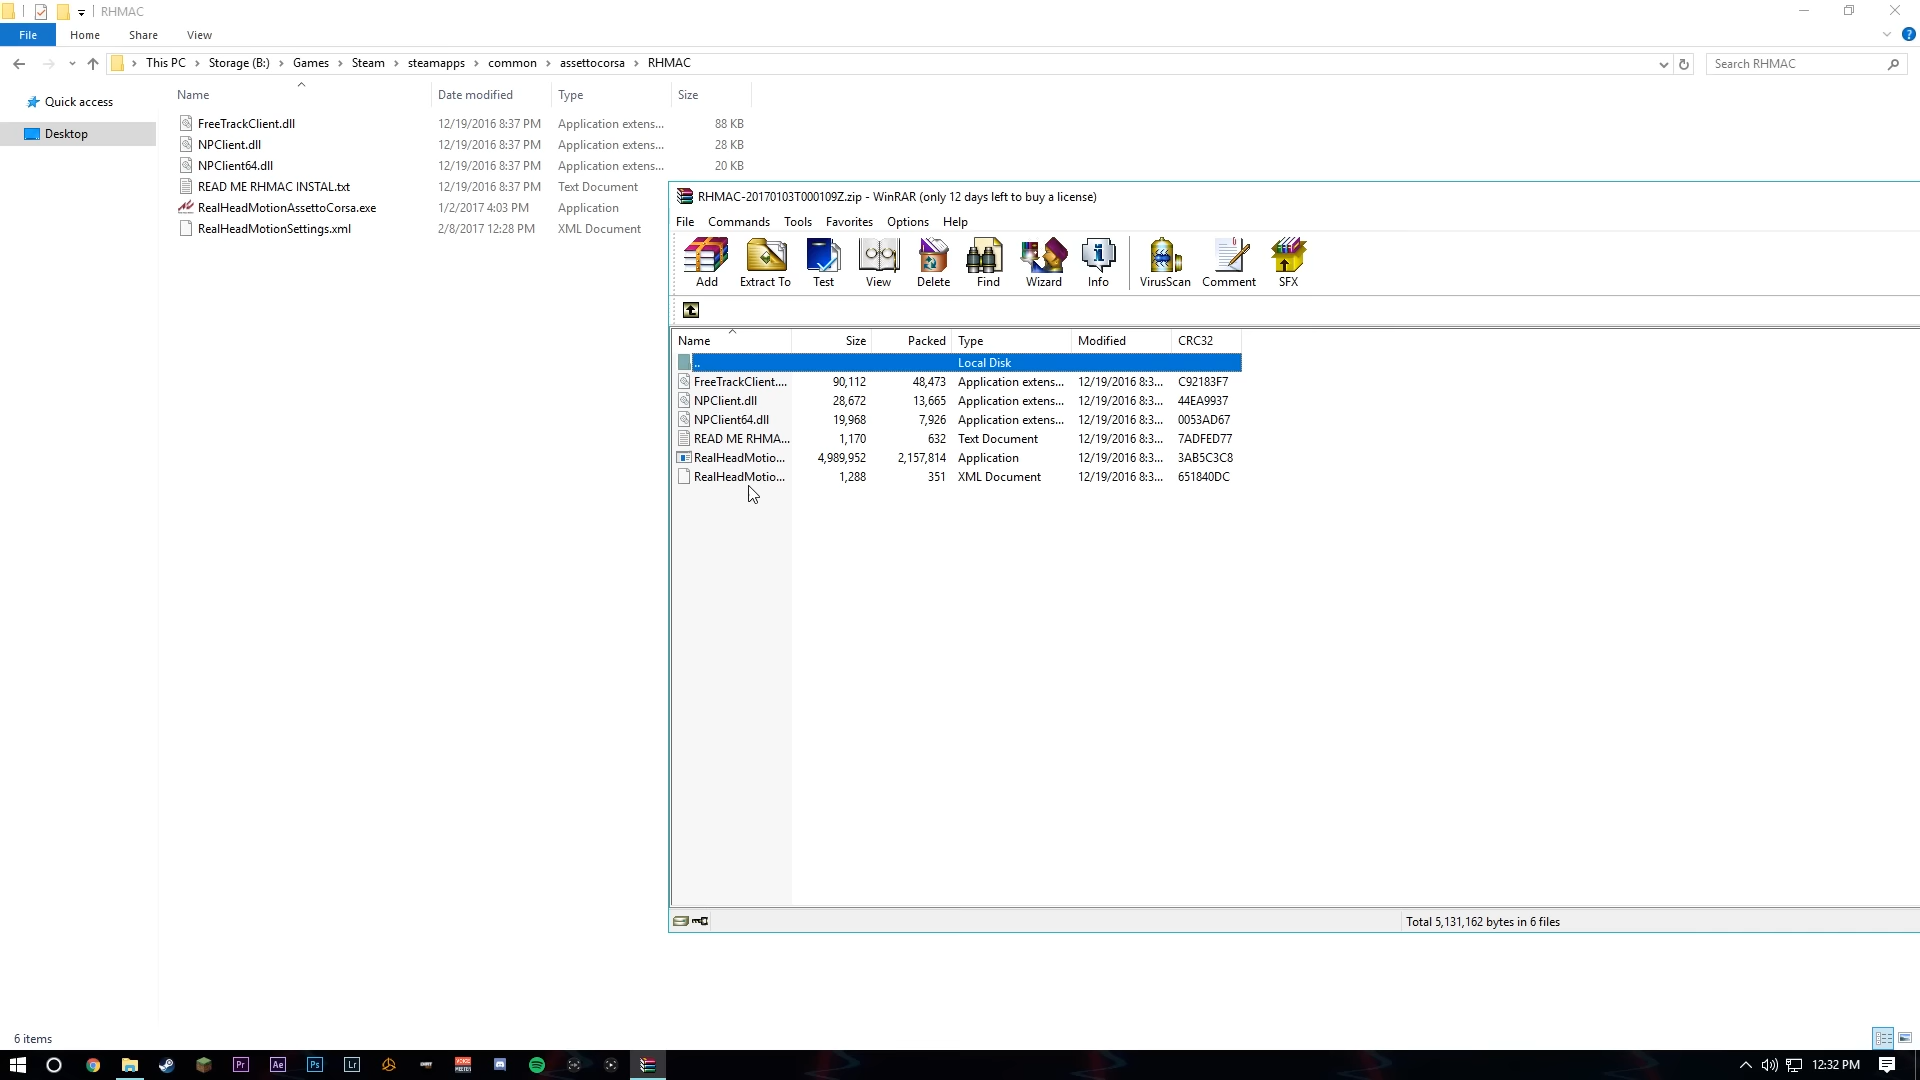 RHMAC
File Home Share View
This PC Storage (B:) Games Steam steamapps common assettocorsa RHMAC
Search RHMAC
Quick access
Desktop
Name Date modified Type Size
FreeTrackClient.dll 12/19/2016 8:37 PM Application extens... 88 KB
NPClient.dll 12/19/2016 8:37 PM Application extens... 28 KB
NPClient64.dll 12/19/2016 8:37 PM Application extens... 20 KB
READ ME RHMAC INSTAL.txt 12/19/2016 8:37 PM Text Document
RealHeadMotionAssettoCorsa.exe 1/2/2017 4:03 PM Application
RealHeadMotionSettings.xml 2/8/2017 12:28 PM XML Document
RHMAC-20170103T000109Z.zip - WinRAR (only 12 days left to buy a license)
File Commands Tools Favorites Options Help
Add Extract To Test View Delete Find Wizard Info VirusScan Comment SFX
Name Size Packed Type Modified CRC32
.. Local Disk
FreeTrackClient.... 90,112 48,473 Application extens... 12/19/2016 8:3... C92183F7
NPClient.dll 28,672 13,665 Application extens... 12/19/2016 8:3... 44EA9937
NPClient64.dll 19,968 7,926 Application extens... 12/19/2016 8:3... 0053AD67
READ ME RHMA... 1,170 632 Text Document 12/19/2016 8:3... 7ADFED77
RealHeadMotio... 4,989,952 2,157,814 Application 12/19/2016 8:3... 3AB5C3C8
RealHeadMotio... 1,288 351 XML Document 12/19/2016 8:3... 651840DC
Total 5,131,162 bytes in 6 files
6 items
Pr Ae Ps Lr
12:32 PM